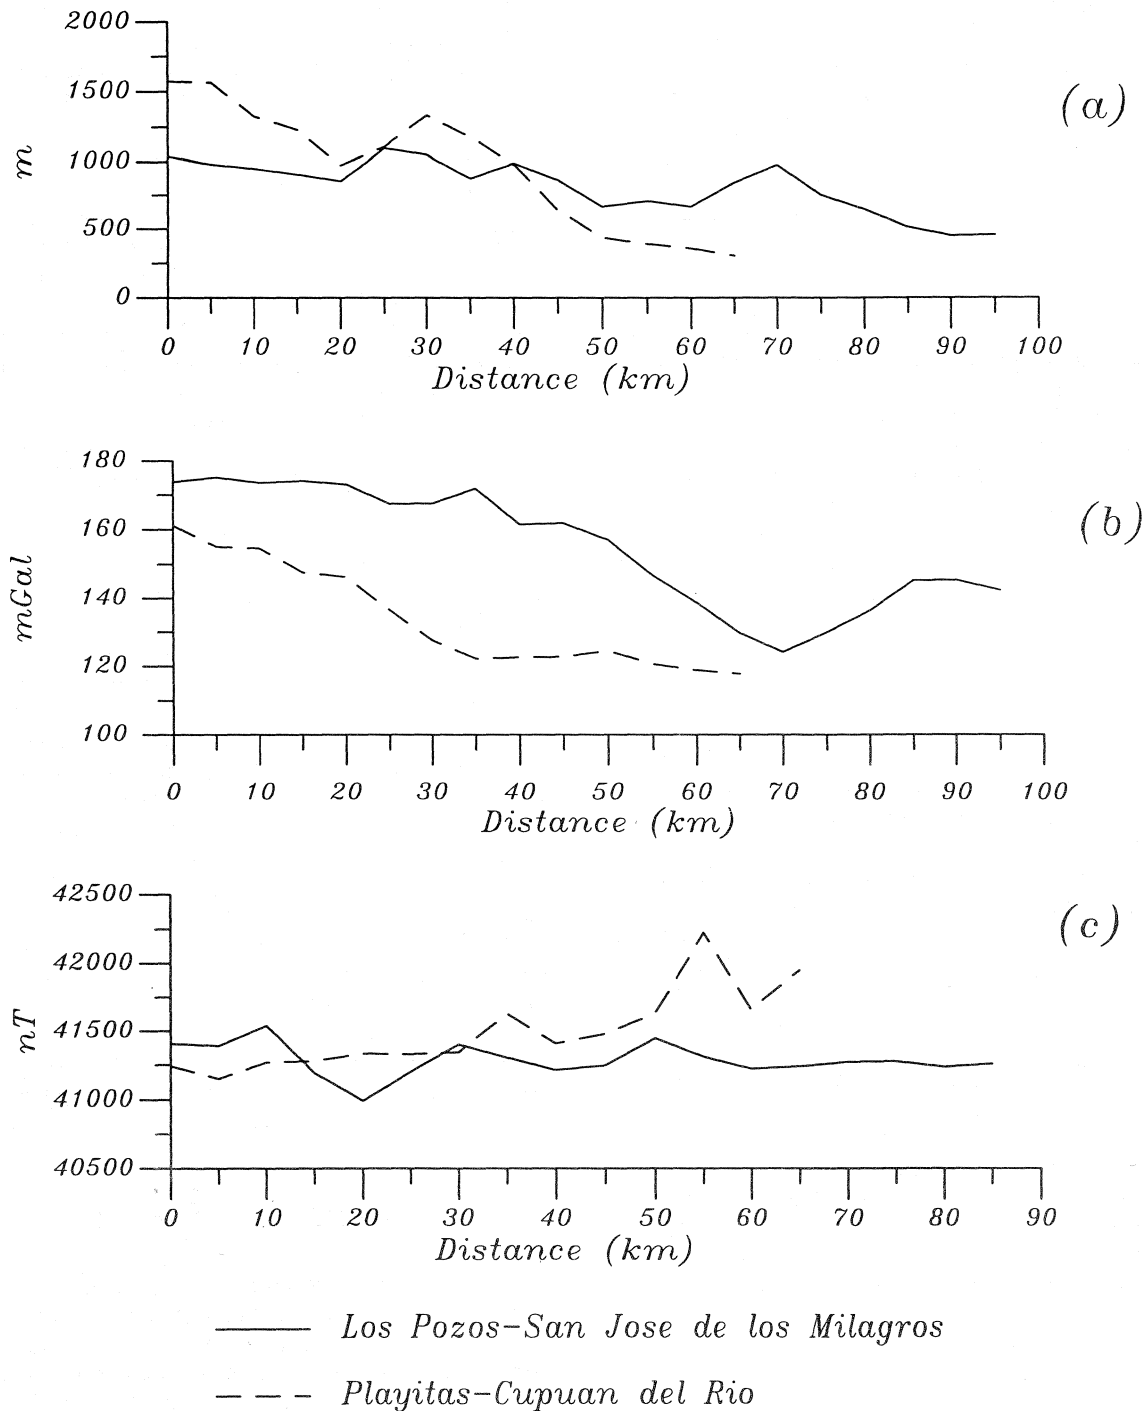 2000
1500
1000
500
0
m
(a)
0 10 20 30 40 50 60 70 80 90 100
Distance (km)
180
160
140
120
100
mGal
(b)
0 10 20 30 40 50 60 70 80 90 100
Distance (km)
42500
42000
41500
41000
40500
nT
(c)
0 10 20 30 40 50 60 70 80 90
Distance (km)
Los Pozos-San Jose de los Milagros
Playitas-Cupuan del Rio